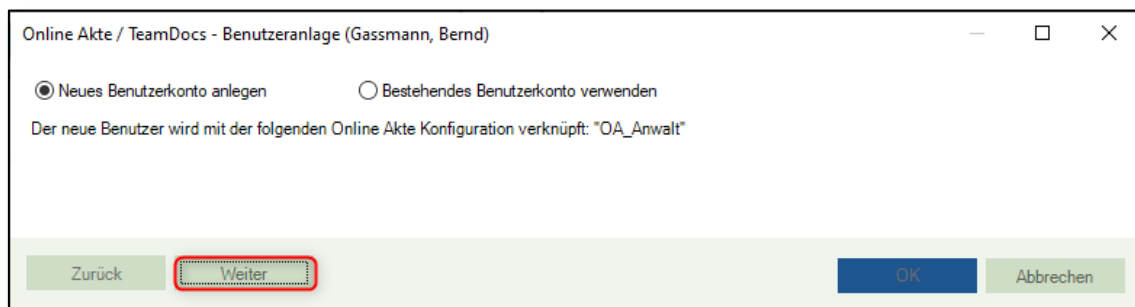 Online Akte / TeamDocs - Benutzeranlage (Gassmann, Bernd)
Neues Benutzerkonto anlegen Bestehendes Benutzerkonto verwenden
Der neue Benutzer wird mit der folgenden Online Akte Konfiguration verknüpft: "OA_Anwalt"
Zurück Weiter OK Abbrechen